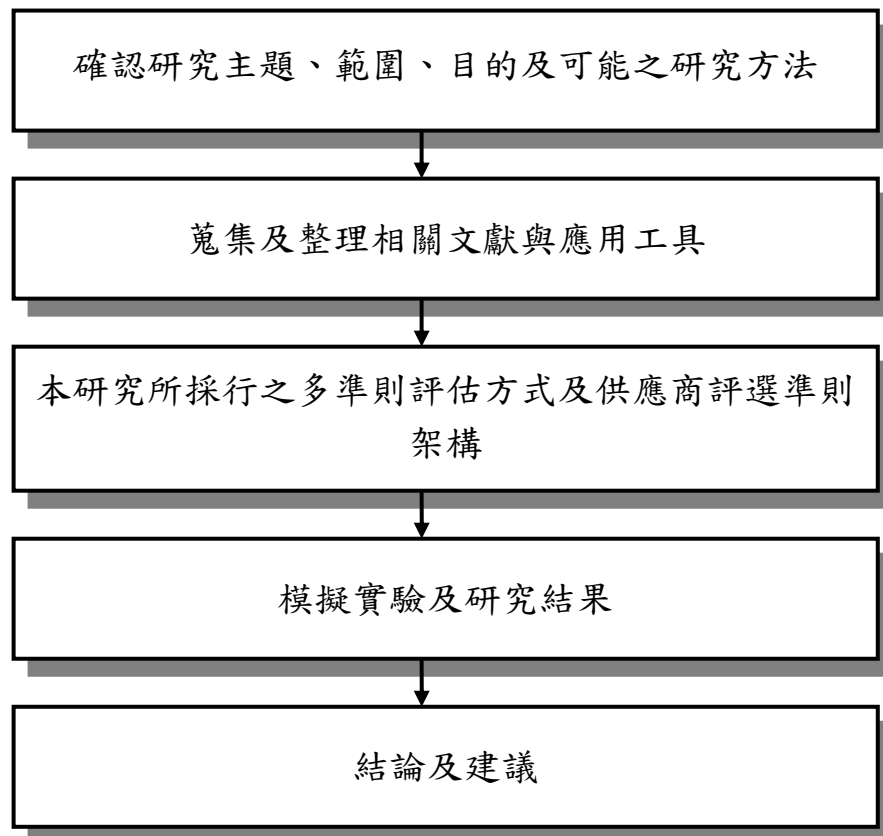 確認研究主題、範圍、目的及可能之研究方法
蒐集及整理相關文獻與應用工具
本研究所採行之多準則評估方式及供應商評選準則
架構
模擬實驗及研究結果
結論及建議